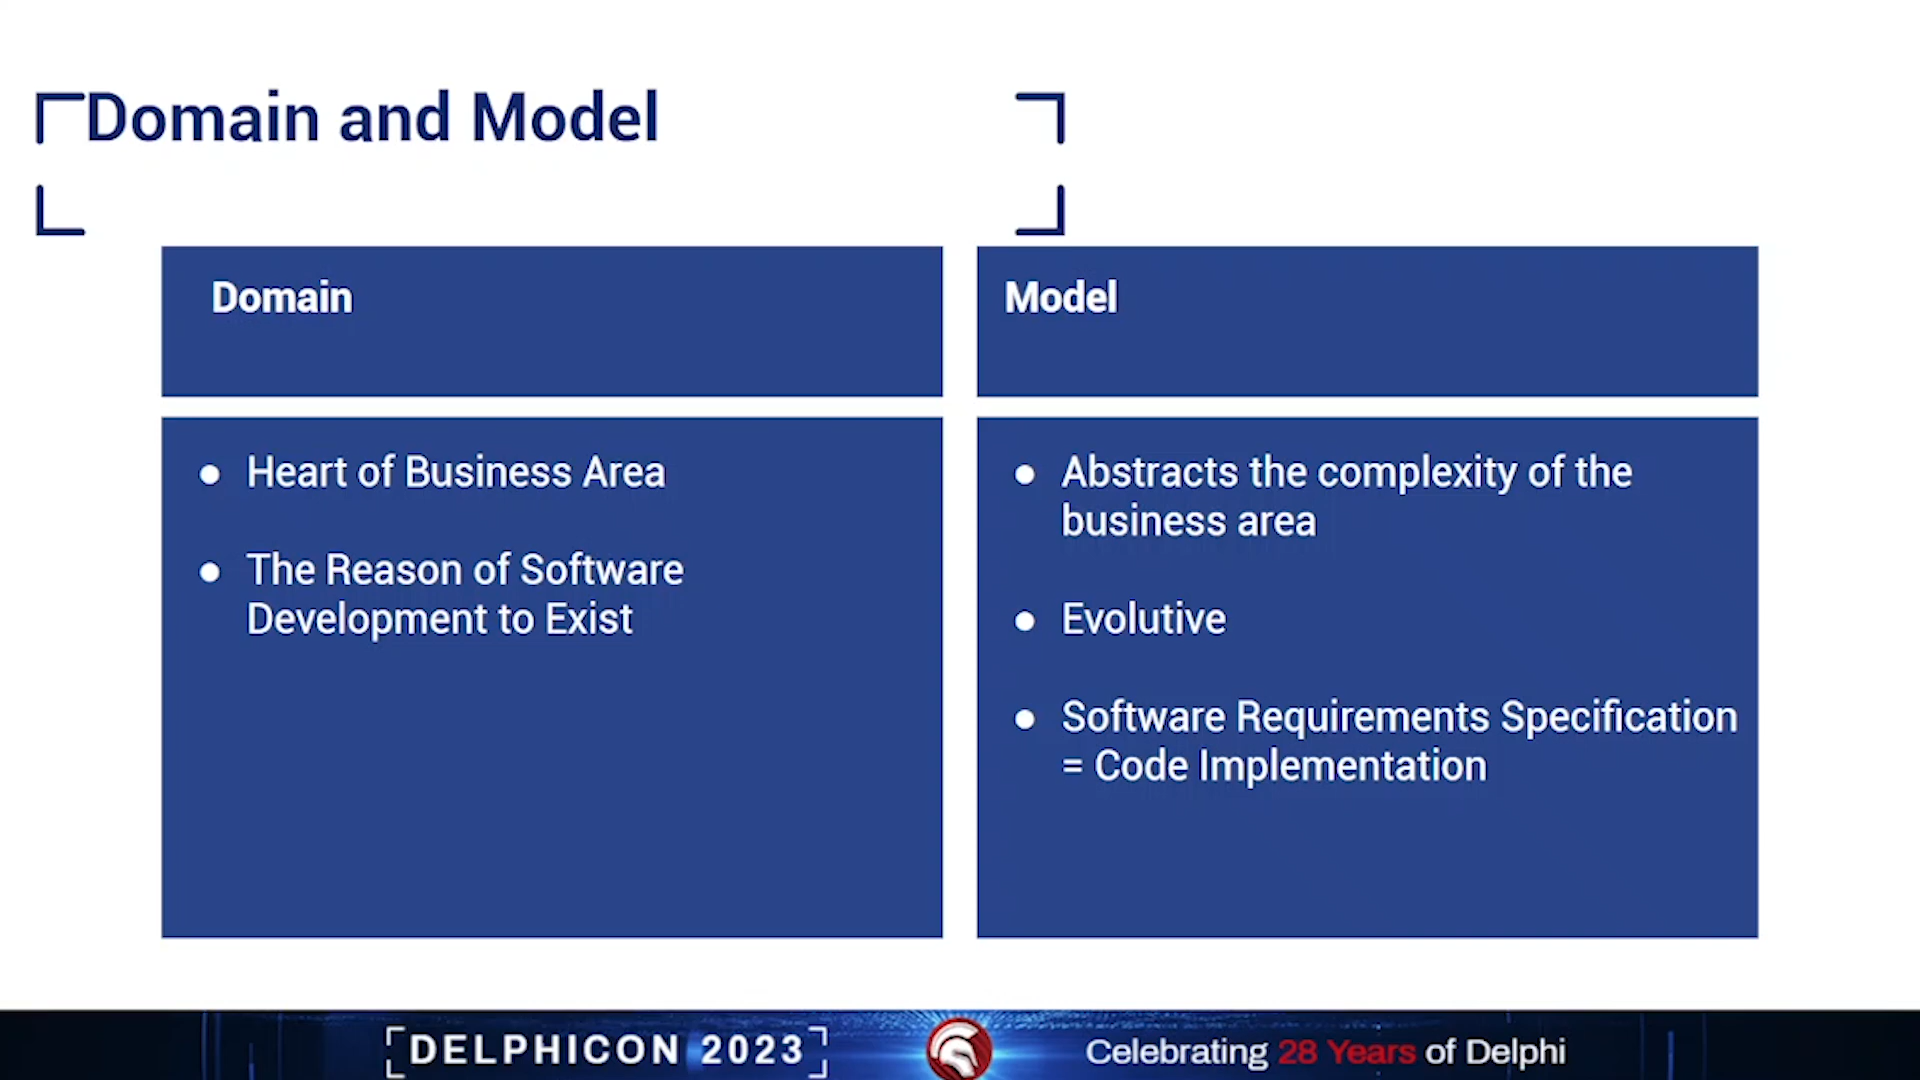 Domain and Model
Domain
Model
● Heart of Business Area
● The Reason of Software
Development to Exist
● Abstracts the complexity of the
business area
● Evolutive
● Software Requirements Specification
= Code Implementation
DELPHICON 2023
Celebrating 28 Years of Delphi